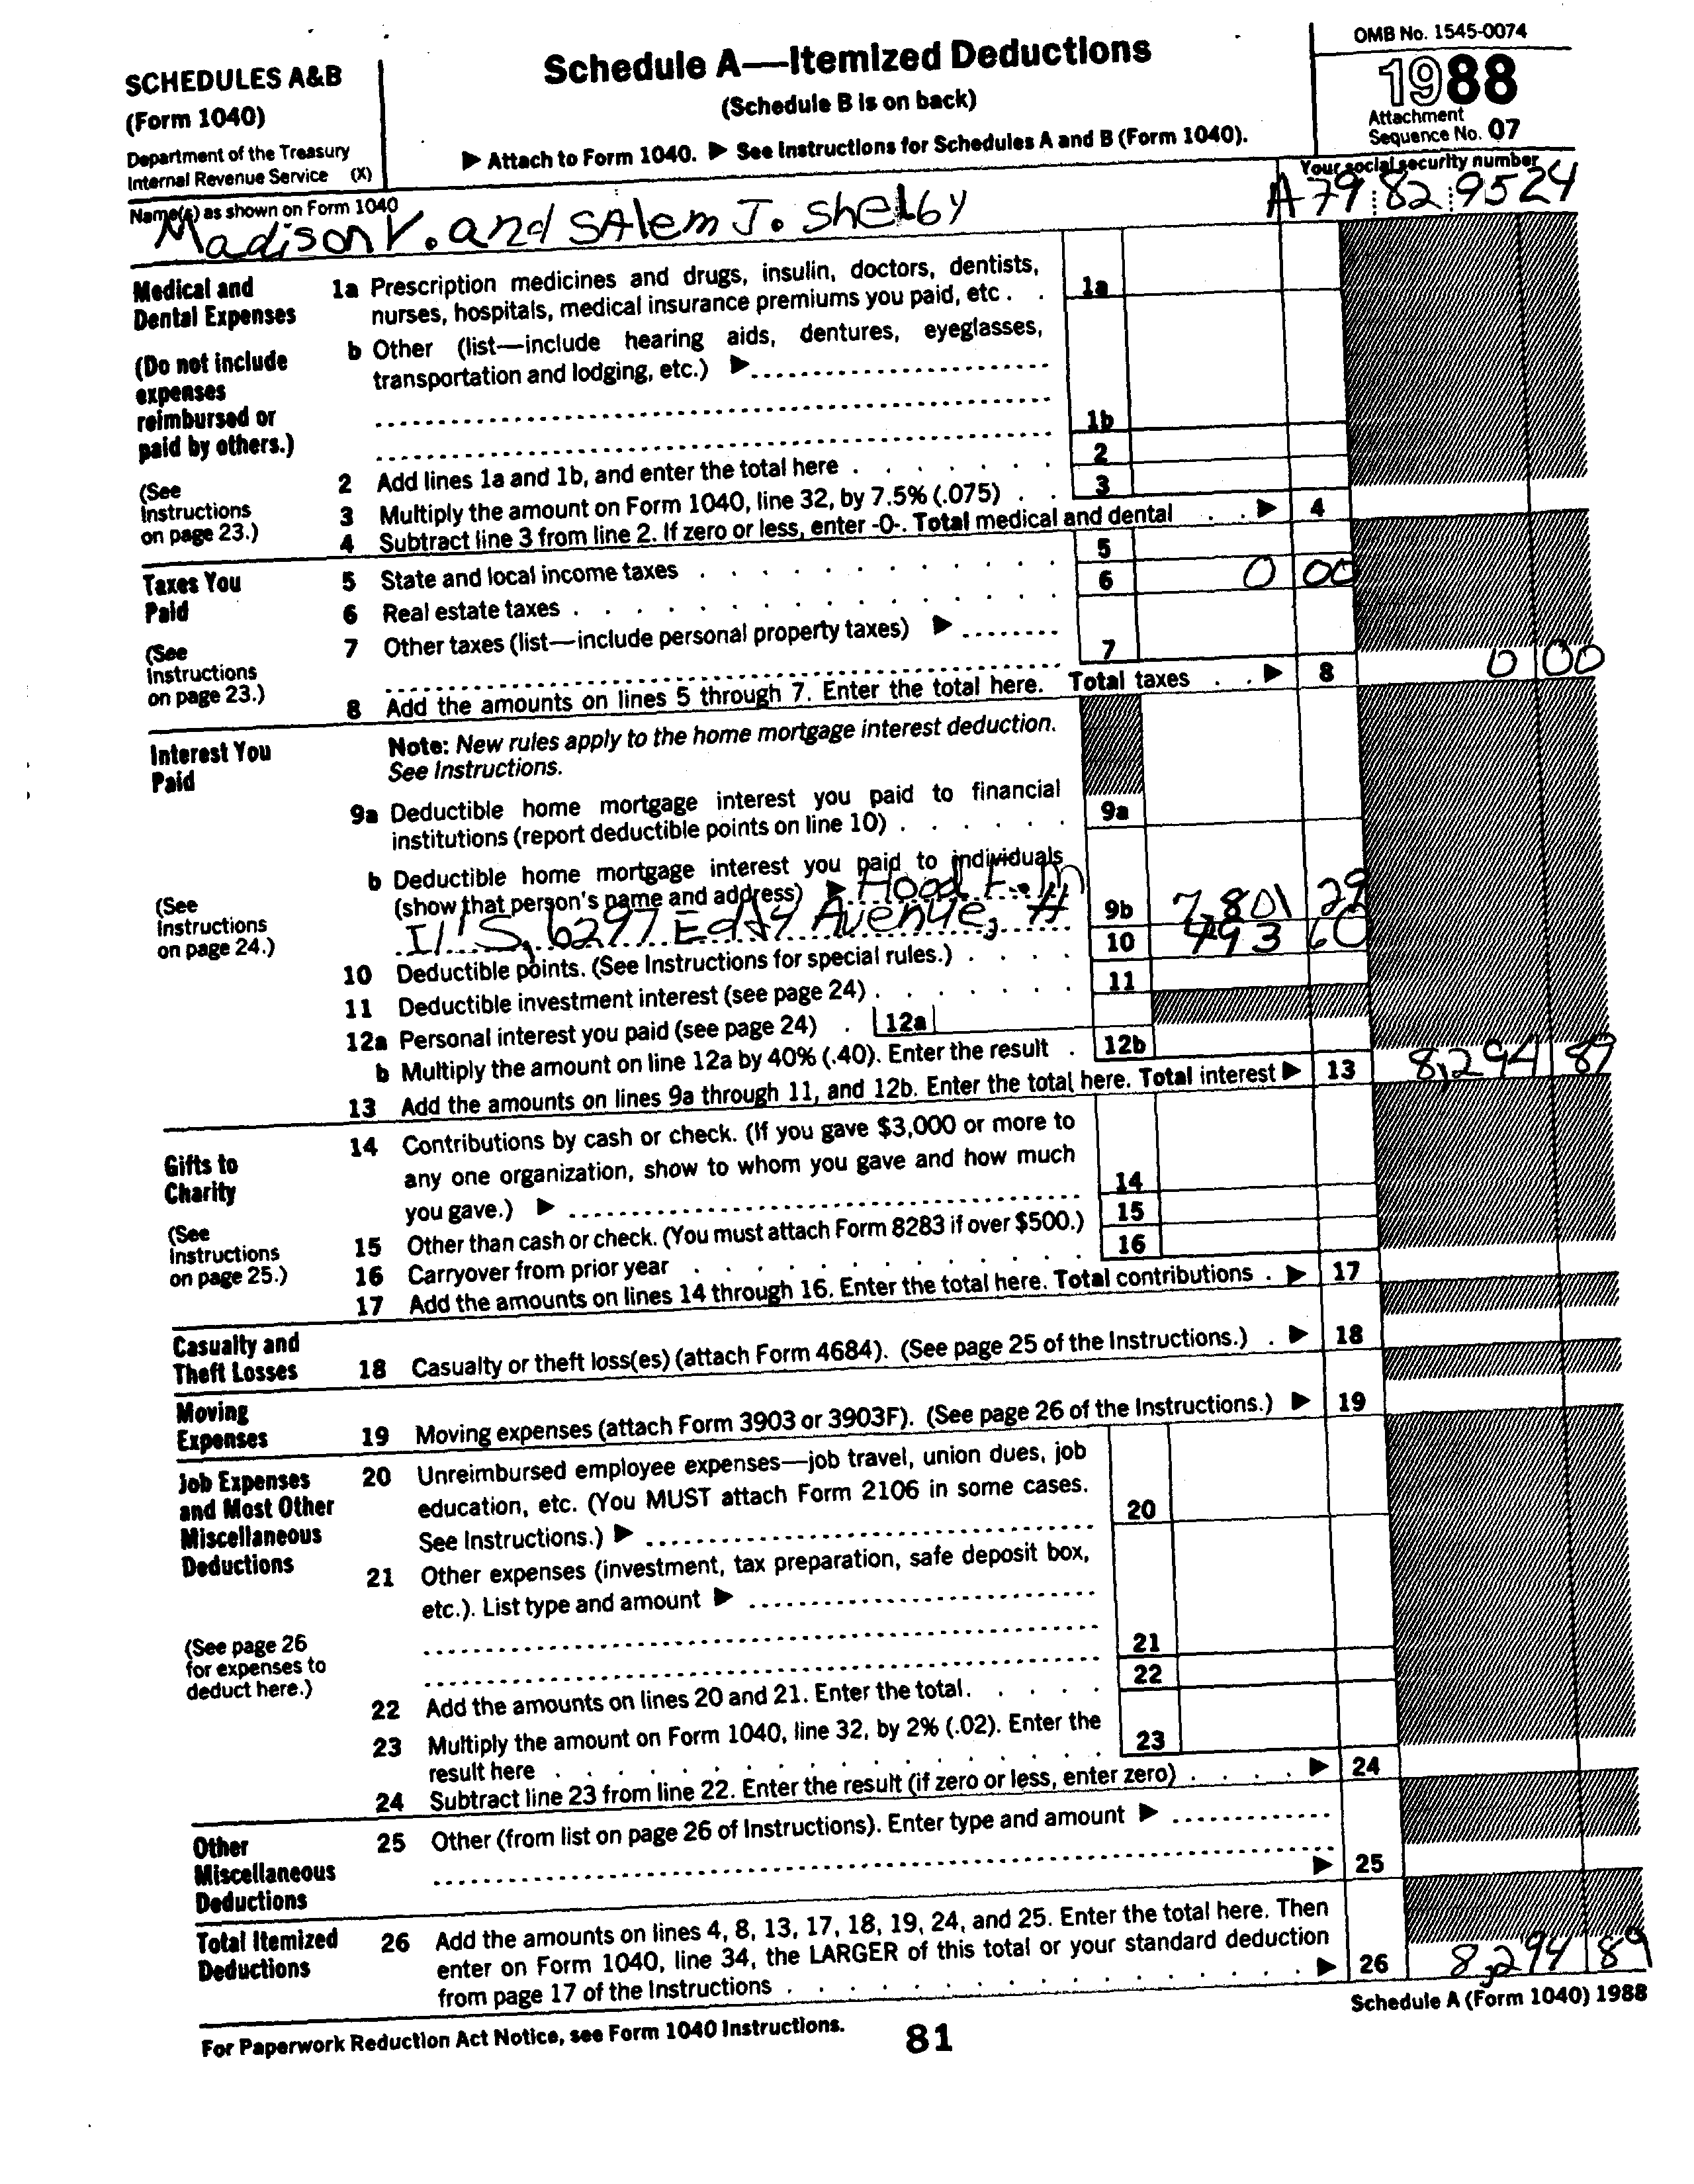 SCHEDULES A&B
(Form 1040)
Department of the Treasury
Internal Revenue Service (X)
Schedule A—Itemized Deductions
(Schedule B is on back)
▶ Attach to Form 1040. ▶ See Instructions for Schedules A and B (Form 1040).
OMB No. 1545-0074
1988
Attachment
Sequence No. 07
Name(s) as shown on Form 1040
Madison V. and SAlem J. Shelby
Your social security number
A79 82 9524
Medical and
Dental Expenses
(Do not include
expenses
reimbursed or
paid by others.)
(See
Instructions
on page 23.)
1a Prescription medicines and drugs, insulin, doctors, dentists,
nurses, hospitals, medical insurance premiums you paid, etc . . 1a
b Other (list—include hearing aids, dentures, eyeglasses,
transportation and lodging, etc.) ▶
1b
2 Add lines 1a and 1b, and enter the total here . . . . . . . 2
3 Multiply the amount on Form 1040, line 32, by 7.5% (.075) . . 3
4 Subtract line 3 from line 2. If zero or less, enter -0-. Total medical and dental . . ▶ 4
Taxes You
Paid
(See
Instructions
on page 23.)
5 State and local income taxes . . . . . . . . . . . . 5
6 Real estate taxes . . . . . . . . . . . . . . . . 6 0 00
7 Other taxes (list—include personal property taxes) ▶
7
8 Add the amounts on lines 5 through 7. Enter the total here. Total taxes . . ▶ 8 0 00
Interest You
Paid
(See
Instructions
on page 24.)
Note: New rules apply to the home mortgage interest deduction.
See Instructions.
9a Deductible home mortgage interest you paid to financial
institutions (report deductible points on line 10) . . . . . . 9a
b Deductible home mortgage interest you paid to individuals
(show that person's name and address) ▶ Hood F. m
Il'S, 6297 Eddy Avenue, # 9b 7,801 29
10 Deductible points. (See Instructions for special rules.) . . . . 10 493 60
11 Deductible investment interest (see page 24) . . . . . . . 11
12a Personal interest you paid (see page 24) . 12a
b Multiply the amount on line 12a by 40% (.40). Enter the result . 12b
13 Add the amounts on lines 9a through 11, and 12b. Enter the total here. Total interest ▶ 13 8,294 89
Gifts to
Charity
(See
Instructions
on page 25.)
14 Contributions by cash or check. (If you gave $3,000 or more to
any one organization, show to whom you gave and how much
you gave.) ▶ 14
15 Other than cash or check. (You must attach Form 8283 if over $500.) 15
16 Carryover from prior year . . . . . . . . . . . . 16
17 Add the amounts on lines 14 through 16. Enter the total here. Total contributions . ▶ 17
Casualty and
Theft Losses
18 Casualty or theft loss(es) (attach Form 4684). (See page 25 of the Instructions.) . ▶ 18
Moving
Expenses
19 Moving expenses (attach Form 3903 or 3903F). (See page 26 of the Instructions.) ▶ 19
Job Expenses
and Most Other
Miscellaneous
Deductions
(See page 26
for expenses to
deduct here.)
20 Unreimbursed employee expenses—job travel, union dues, job
education, etc. (You MUST attach Form 2106 in some cases.
See Instructions.) ▶ 20
21 Other expenses (investment, tax preparation, safe deposit box,
etc.). List type and amount ▶
21
22 Add the amounts on lines 20 and 21. Enter the total. . . . . 22
23 Multiply the amount on Form 1040, line 32, by 2% (.02). Enter the
result here . . . . . . . . . . . . . . . . . 23
24 Subtract line 23 from line 22. Enter the result (if zero or less, enter zero) . . . . ▶ 24
Other
Miscellaneous
Deductions
25 Other (from list on page 26 of Instructions). Enter type and amount ▶
▶ 25
Total Itemized
Deductions
26 Add the amounts on lines 4, 8, 13, 17, 18, 19, 24, and 25. Enter the total here. Then
enter on Form 1040, line 34, the LARGER of this total or your standard deduction
from page 17 of the Instructions . . . . . . . . . . . . . . . ▶ 26 8,294 89
For Paperwork Reduction Act Notice, see Form 1040 Instructions.
81
Schedule A (Form 1040) 1988